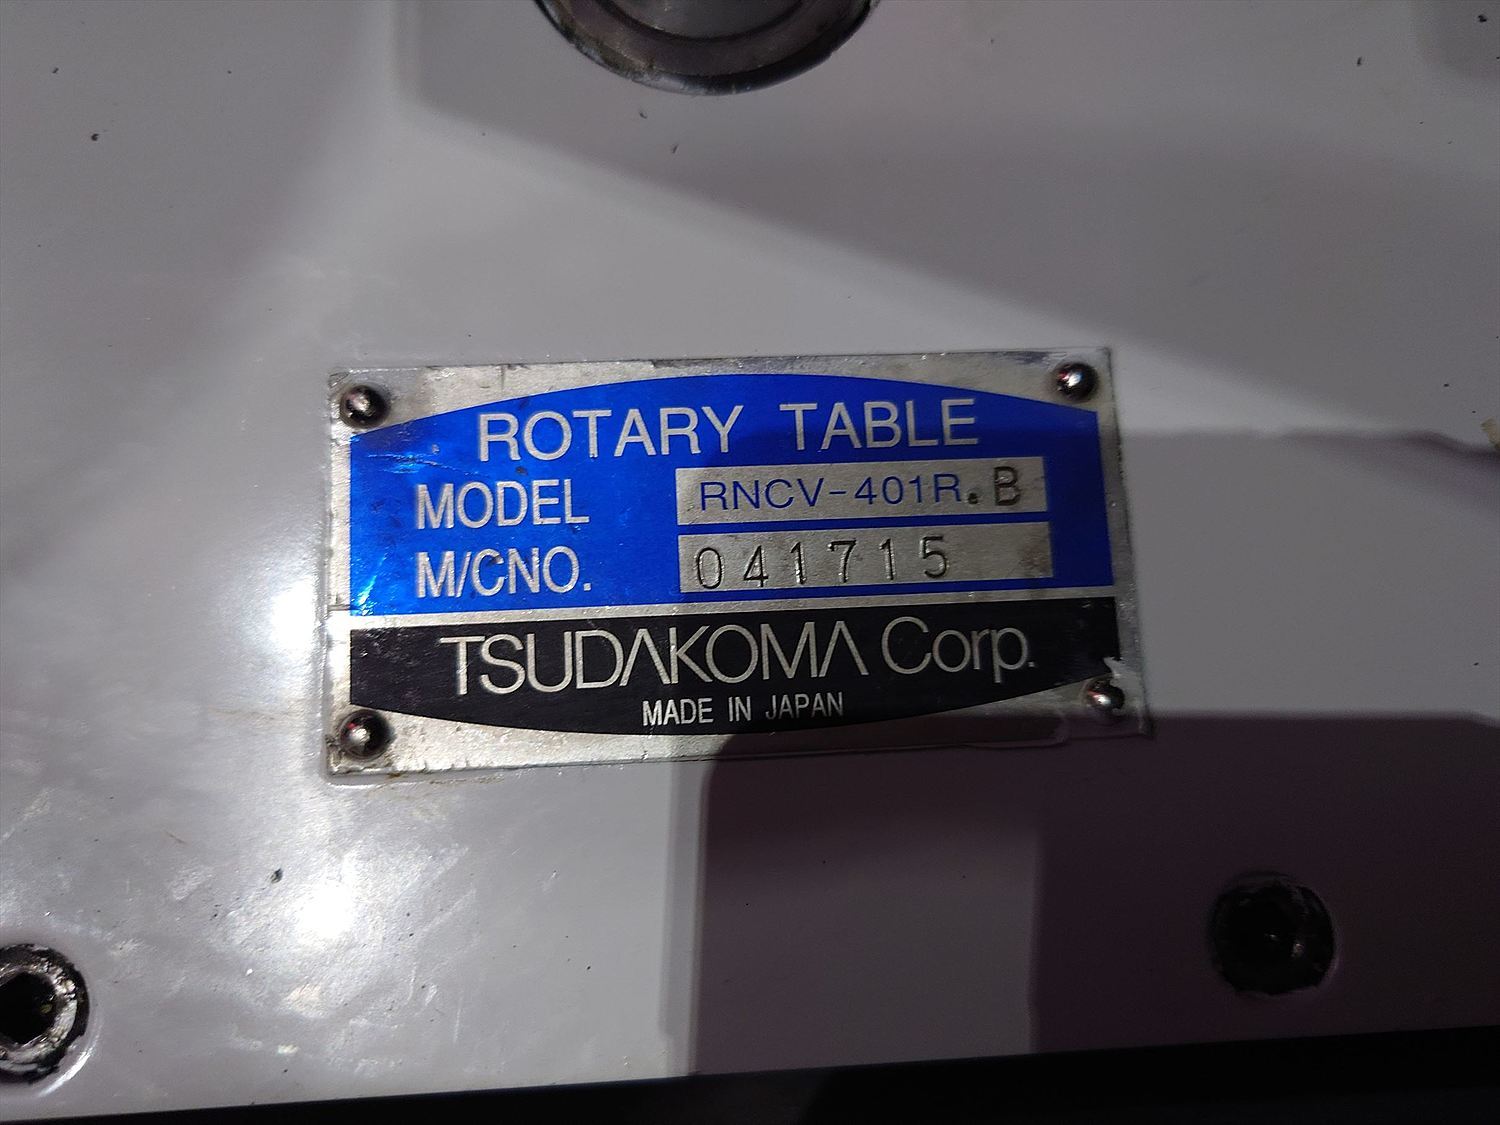 ROTARY TABLE
MODEL RNCV-401R.B
M/CNO. 041715
TSUDAKOMA Corp.
MADE IN JAPAN